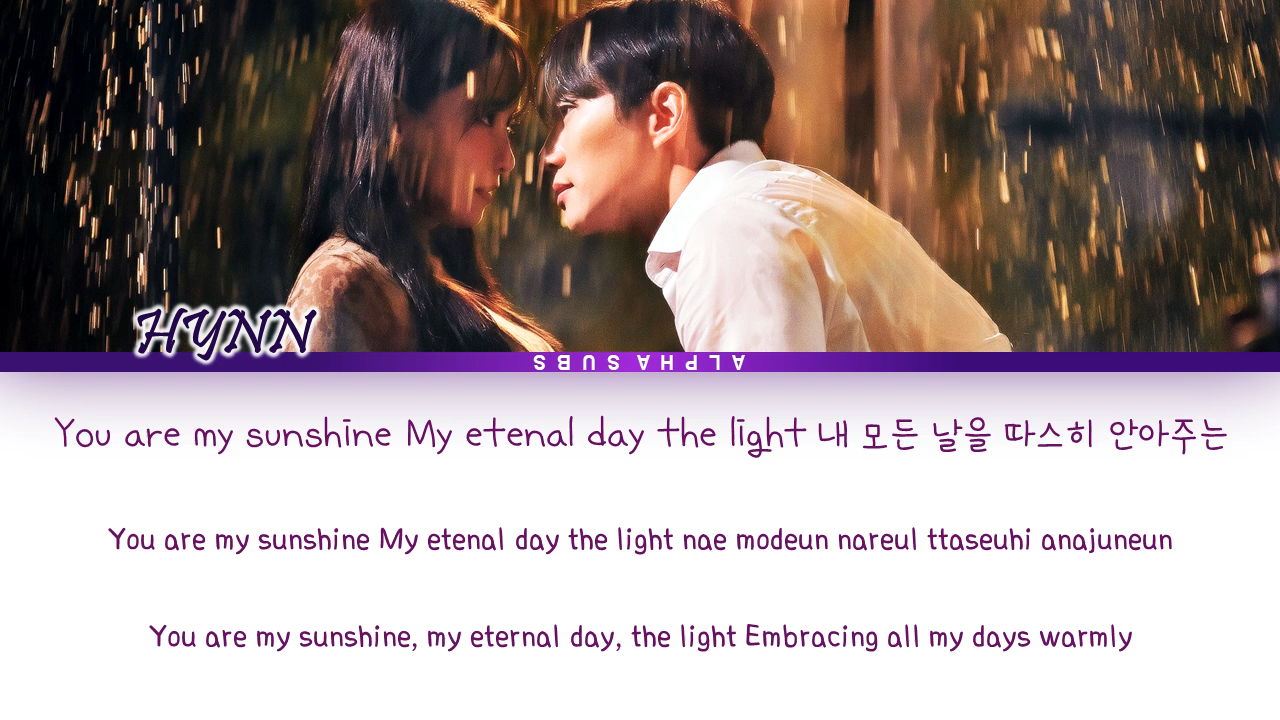 HYNN
ALPHA SUBS
You are my sunshine My etenal day the light 내 모든 날을 따스히 안아주는
You are my sunshine My etenal day the light nae modeun nareul ttaseuhi anajuneun
You are my sunshine, my eternal day, the light Embracing all my days warmly